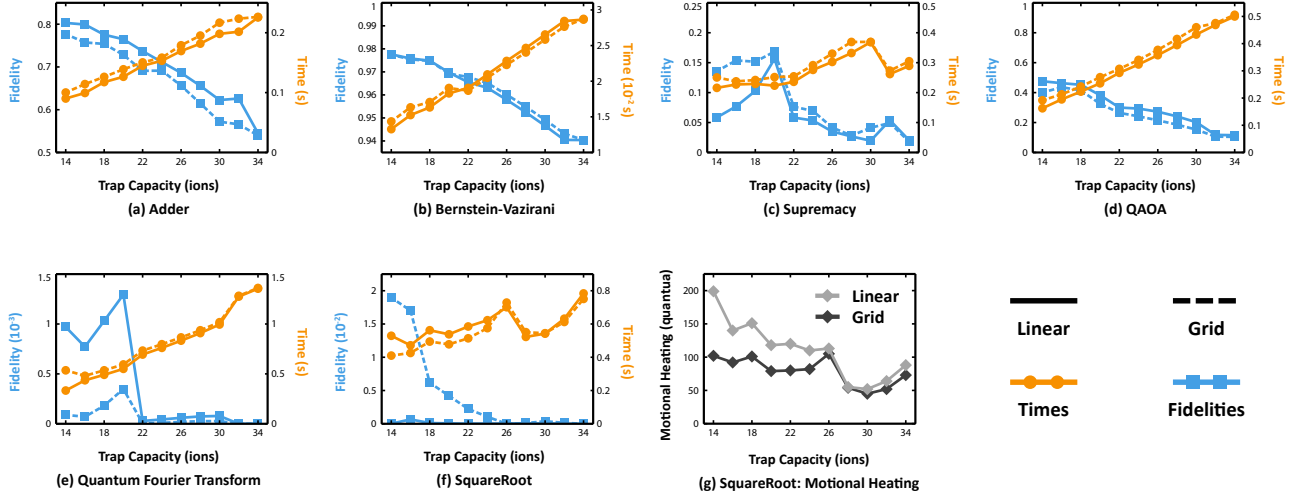 Fidelity
0.8
0.7
0.6
0.5
0.2
0.1
0
Time (s)
14 18 22 26 30 34
Trap Capacity (ions)
(a) Adder
Fidelity
1
0.99
0.98
0.97
0.96
0.95
0.94
3
2
1
Time (10⁻² s)
14 18 22 26 30 34
Trap Capacity (ions)
(b) Bernstein-Vazirani
Fidelity
0.25
0.2
0.15
0.1
0.05
0
0.5
0.4
0.3
0.2
0.1
0
Time (s)
14 18 22 26 30 34
Trap Capacity (ions)
(c) Supremacy
Fidelity
1
0.8
0.6
0.4
0.2
0
0.5
0.4
0.3
0.2
0.1
0
Time (s)
14 18 22 26 30 34
Trap Capacity (ions)
(d) QAOA
Fidelity (10⁻³)
1.5
1
0.5
0
1.5
1
0.5
0
Time (s)
14 18 22 26 30 34
Trap Capacity (ions)
(e) Quantum Fourier Transform
Fidelity (10⁻²)
2
1.5
1
0.5
0
0.8
0.6
0.4
0.2
0
Tizme (s)
14 18 22 26 30 34
Trap Capacity (ions)
(f) SquareRoot
Motional Heating (quantua)
200
150
100
50
0
Linear
Grid
14 18 22 26 30 34
Trap Capacity (ions)
(g) SquareRoot: Motional Heating
Linear Grid
Times Fidelities